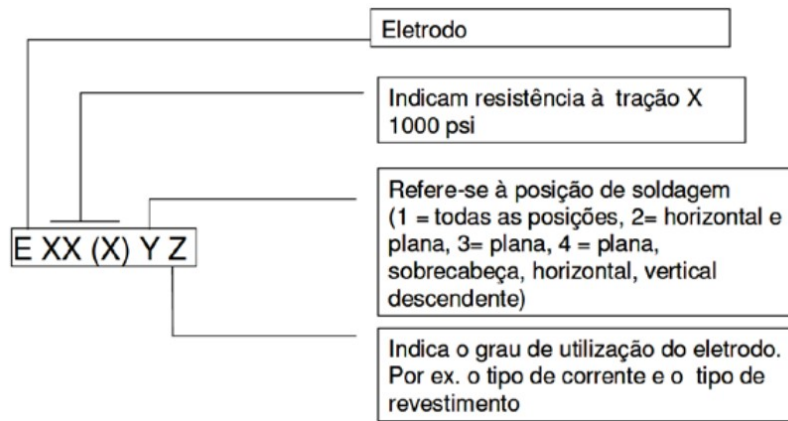 Eletrodo
Indicam resistência à tração X
1000 psi
Refere-se à posição de soldagem
(1 = todas as posições, 2= horizontal e
plana, 3= plana, 4 = plana,
sobrecabeça, horizontal, vertical
descendente)
E XX (X) Y Z
Indica o grau de utilização do eletrodo.
Por ex. o tipo de corrente e o tipo de
revestimento